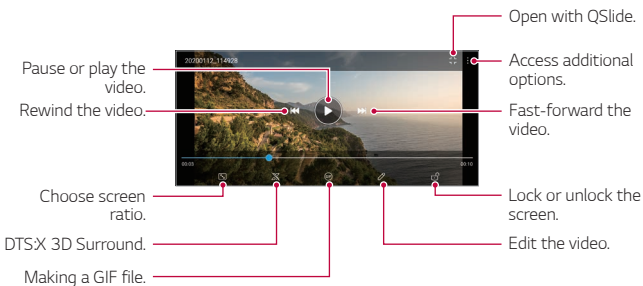 Open with QSlide.
20200112_114928
Pause or play the
video.
Access additional
options.
Rewind the video.
Fast-forward the
video.
00:05
00:10
GIF
Choose screen
ratio.
Lock or unlock the
screen.
DTS:X 3D Surround.
Edit the video.
Making a GIF file.